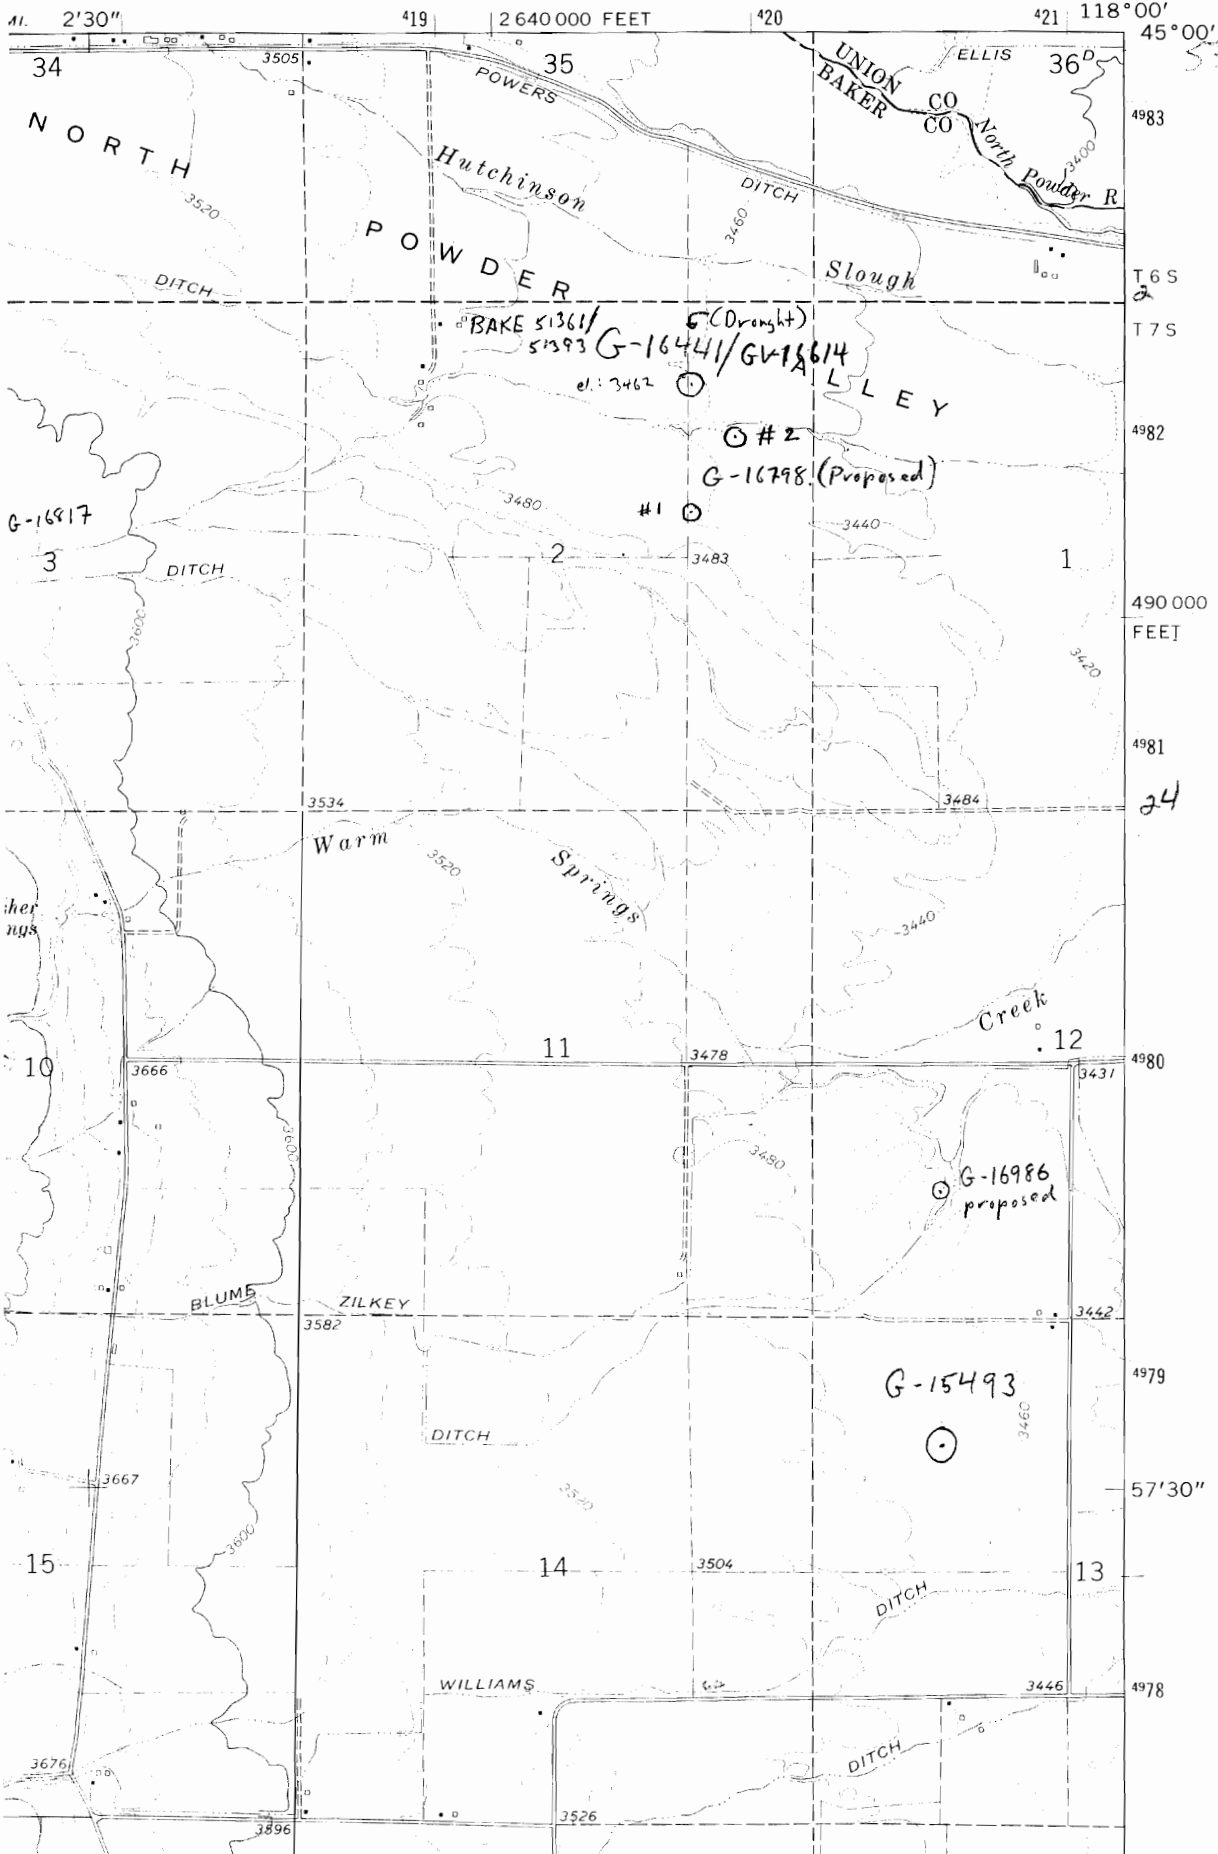 2'30" 419 2 640 000 FEET 420 421 118°00'
45°00'
34 3505 35 UNION ELLIS 36 D
POWERS BAKER CO
CO 4983
NORTH Hutchinson North Powder R 3400
3520 DITCH
POWDER 3460
DITCH Slough T 6 S
2
BAKE 51361/ (Drought) T 7 S
51393 G-16441/
VALLEY
el.: 3462
#2 4982
G-16798 (Proposed)
3480 #1 3440
G-16817
3 DITCH 2 3483 1
490 000
FEET
3600 3420
4981
3534 3484 24
Warm 3520 Springs
3440
Creek
10 3666 11 3478 12 4980
3431
3600 3480 G-16986
proposed
BLUME ZILKEY
3582 3442
G-15493 4979
DITCH 3460
3667 57'30"
3520
3600
15 14 3504 13
DITCH
WILLIAMS 3446 4978
3676 DITCH
3596 3526